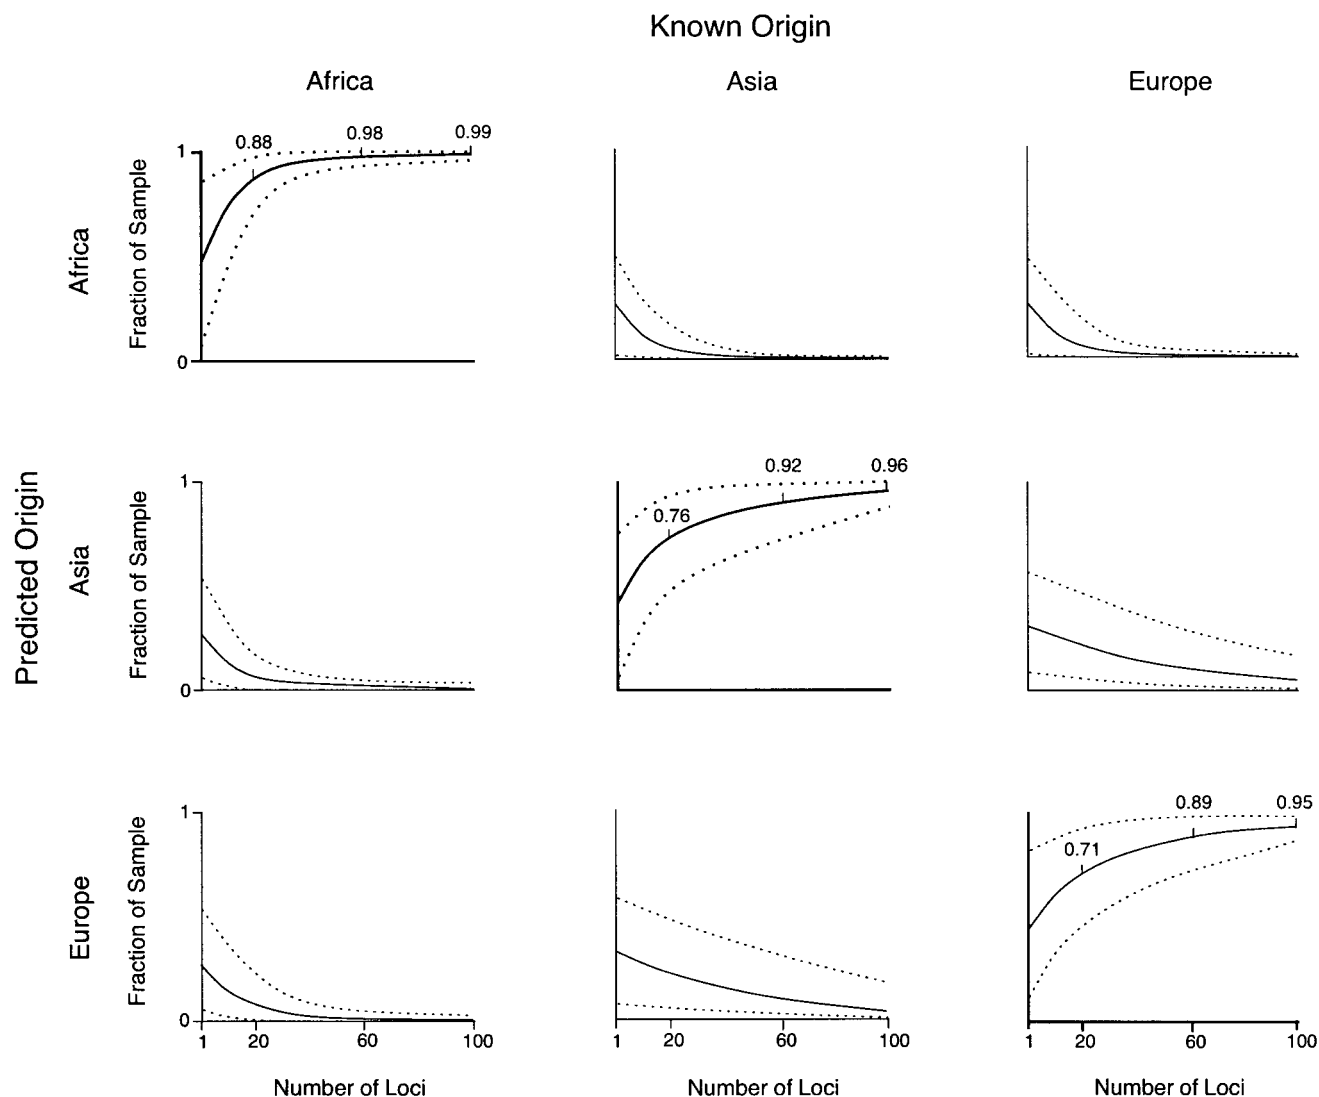 Known Origin
Africa Asia Europe
0.88 0.98 0.99
1
Fraction of Sample
Africa
0
Predicted Origin
0.92 0.96
1
0.76
Fraction of Sample
Asia
0
0.89 0.95
1
0.71
Fraction of Sample
Europe
0
1 20 60 100 1 20 60 100 1 20 60 100
Number of Loci Number of Loci Number of Loci